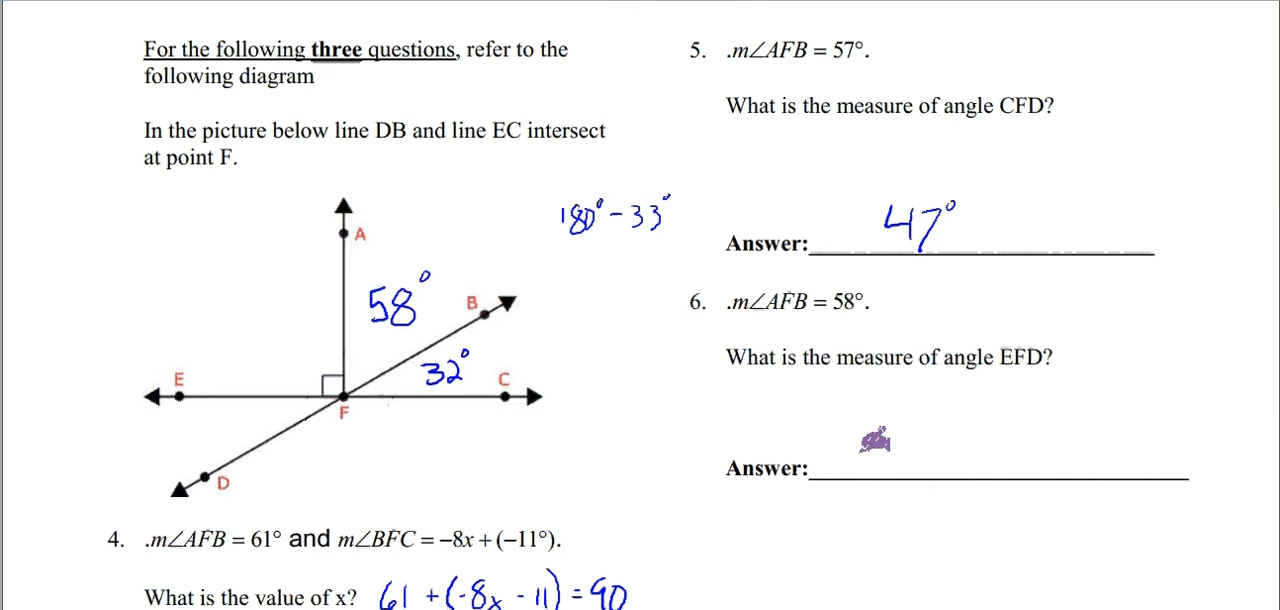 For the following three questions, refer to the
following diagram
In the picture below line DB and line EC intersect
at point F.
180° - 33°
A
58°
B
32°
E
C
F
D
4. .m∠AFB = 61° and m∠BFC = −8x + (−11°).
What is the value of x? 61 + (-8x - 11) = 90
5. .m∠AFB = 57°.
What is the measure of angle CFD?
47°
Answer:
6. .m∠AFB = 58°.
What is the measure of angle EFD?
Answer: